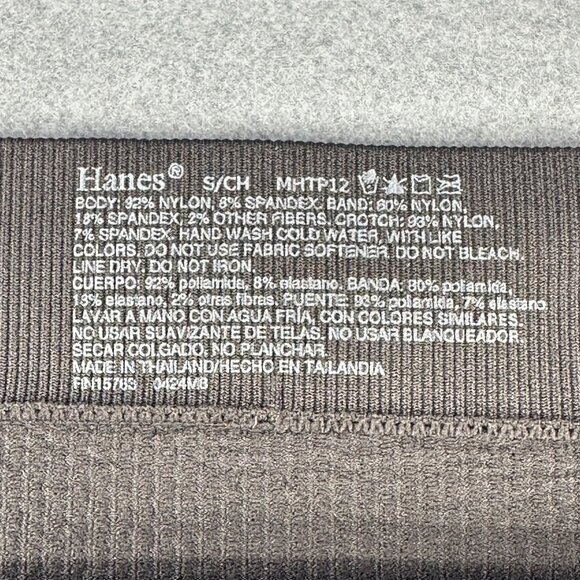 Hanes® S/CH MHTP12
BODY: 92% NYLON, 8% SPANDEX. BAND: 80% NYLON,
18% SPANDEX, 2% OTHER FIBERS. CROTCH: 93% NYLON,
7% SPANDEX. HAND WASH COLD WATER, WITH LIKE
COLORS. DO NOT USE FABRIC SOFTENER. DO NOT BLEACH.
LINE DRY. DO NOT IRON.
CUERPO: 92% poliamida, 8% elastano. BANDA: 80% poliamida,
18% elastano, 2% otras fibras. PUENTE: 93% poliamida, 7% elastano.
LAVAR A MANO CON AGUA FRÍA, CON COLORES SIMILARES.
NO USAR SUAVIZANTE DE TELAS. NO USAR BLANQUEADOR.
SECAR COLGADO. NO PLANCHAR.
MADE IN THAILAND/HECHO EN TAILANDIA
RN15763 0424MB